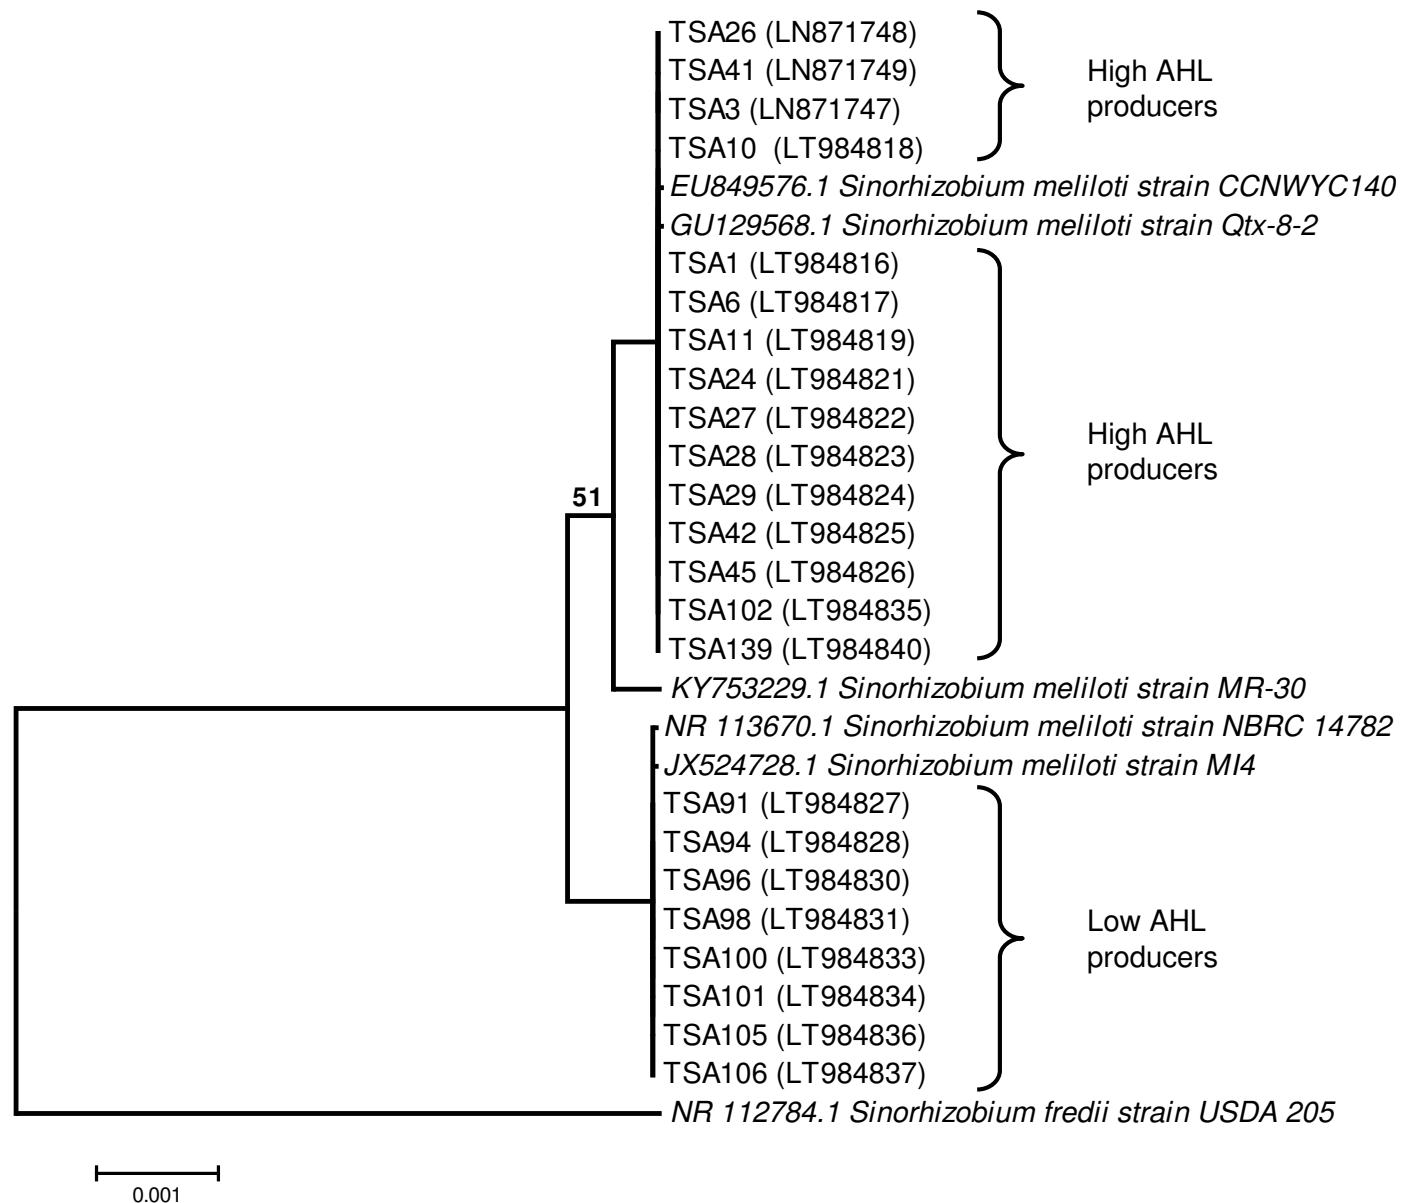 TSA26 (LN871748)
TSA41 (LN871749)
TSA3 (LN871747)
TSA10  (LT984818)
High AHL
producers
EU849576.1 Sinorhizobium meliloti strain CCNWYC140
GU129568.1 Sinorhizobium meliloti strain Qtx-8-2
TSA1 (LT984816)
TSA6 (LT984817)
TSA11 (LT984819)
TSA24 (LT984821)
TSA27 (LT984822)
TSA28 (LT984823)
TSA29 (LT984824)
TSA42 (LT984825)
TSA45 (LT984826)
TSA102 (LT984835)
TSA139 (LT984840)
High AHL
producers
51
KY753229.1 Sinorhizobium meliloti strain MR-30
NR 113670.1 Sinorhizobium meliloti strain NBRC 14782
JX524728.1 Sinorhizobium meliloti strain MI4
TSA91 (LT984827)
TSA94 (LT984828)
TSA96 (LT984830)
TSA98 (LT984831)
TSA100 (LT984833)
TSA101 (LT984834)
TSA105 (LT984836)
TSA106 (LT984837)
Low AHL
producers
NR 112784.1 Sinorhizobium fredii strain USDA 205
0.001